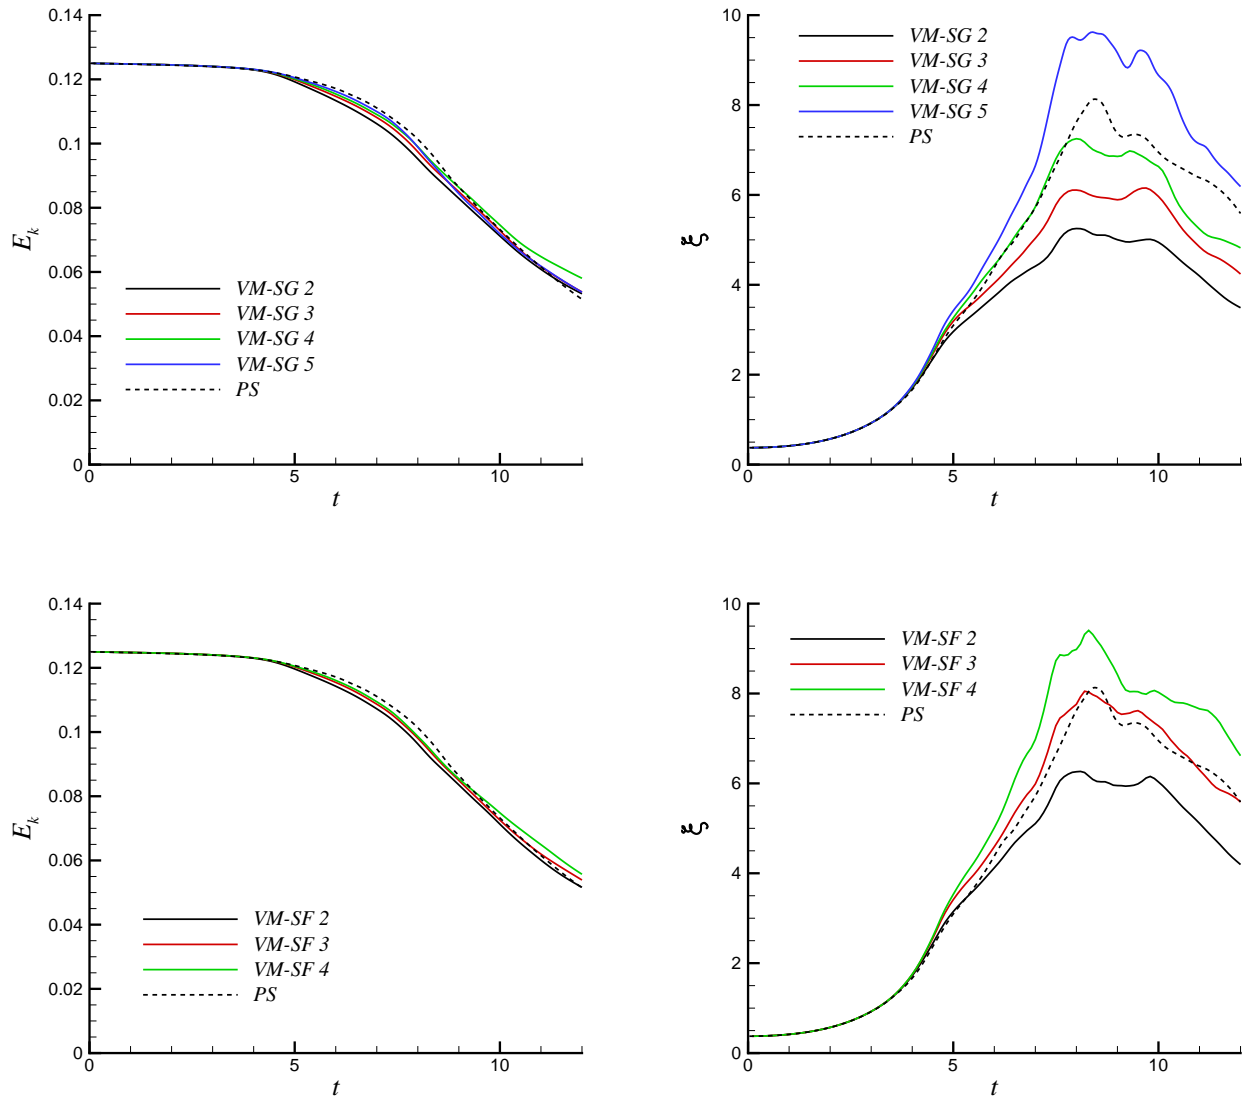 0.14
0.12
0.1
0.08
0.06
0.04
0.02
0
E_k
VM-SG 2
VM-SG 3
VM-SG 4
VM-SG 5
PS
0 5 10
t
10
8
6
4
2
0
ξ
VM-SG 2
VM-SG 3
VM-SG 4
VM-SG 5
PS
0 5 10
t
0.14
0.12
0.1
0.08
0.06
0.04
0.02
0
E_k
VM-SF 2
VM-SF 3
VM-SF 4
PS
0 5 10
t
10
8
6
4
2
0
ξ
VM-SF 2
VM-SF 3
VM-SF 4
PS
0 5 10
t